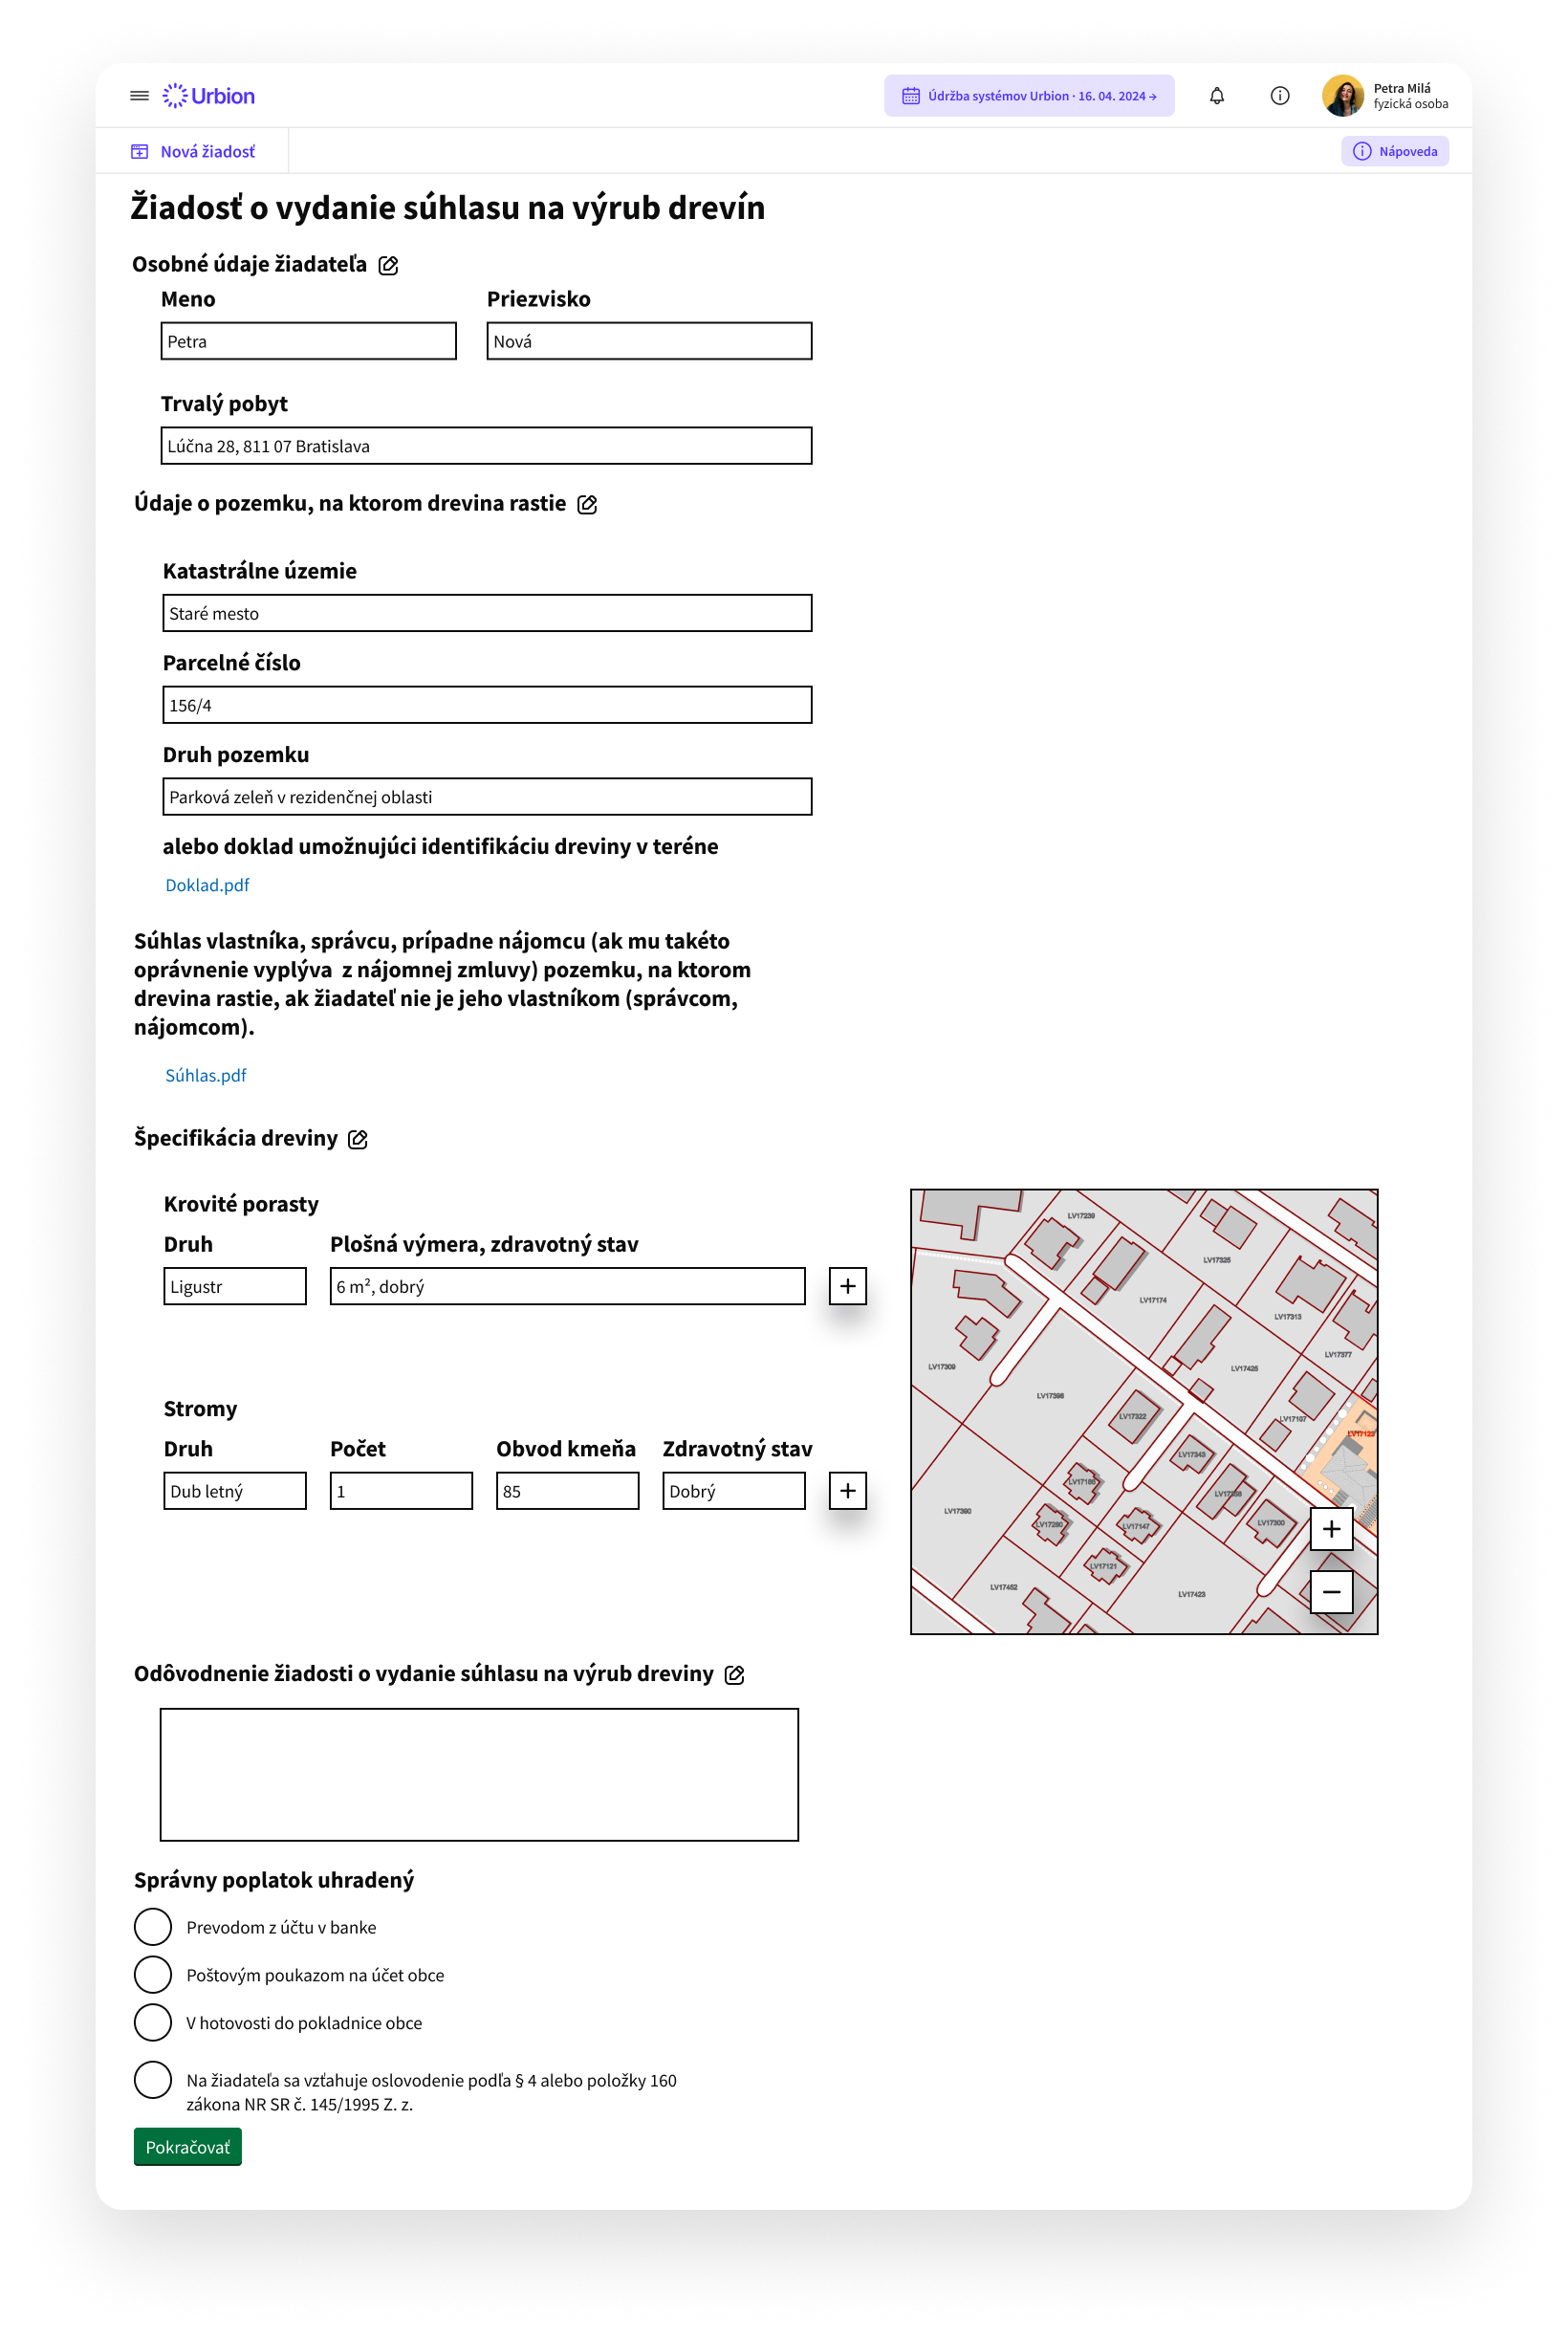 Urbion
Údržba systémov Urbion · 16. 04. 2024 →
Petra Milá
fyzická osoba
Nová žiadosť
Nápoveda
Žiadosť o vydanie súhlasu na výrub drevín
Osobné údaje žiadateľa
Meno
Priezvisko
Petra
Nová
Trvalý pobyt
Lúčna 28, 811 07 Bratislava
Údaje o pozemku, na ktorom drevina rastie
Katastrálne územie
Staré mesto
Parcelné číslo
156/4
Druh pozemku
Parková zeleň v rezidenčnej oblasti
alebo doklad umožnujúci identifikáciu dreviny v teréne
Doklad.pdf
Súhlas vlastníka, správcu, prípadne nájomcu (ak mu takéto
oprávnenie vyplýva  z nájomnej zmluvy) pozemku, na ktorom
drevina rastie, ak žiadateľ nie je jeho vlastníkom (správcom,
nájomcom).
Súhlas.pdf
Špecifikácia dreviny
Krovité porasty
Druh
Plošná výmera, zdravotný stav
Ligustr
6 m², dobrý
+
Stromy
Druh
Počet
Obvod kmeňa
Zdravotný stav
Dub letný
1
85
Dobrý
+
LV17239
LV17325
LV17174
LV17313
LV17377
LV17309
LV17425
LV17398
LV17107
LV17322
LV17343
LV17390
LV17147
LV17300
LV17121
LV17452
LV17423
+
−
Odôvodnenie žiadosti o vydanie súhlasu na výrub dreviny
Správny poplatok uhradený
Prevodom z účtu v banke
Poštovým poukazom na účet obce
V hotovosti do pokladnice obce
Na žiadateľa sa vzťahuje oslovodenie podľa § 4 alebo položky 160
zákona NR SR č. 145/1995 Z. z.
Pokračovať